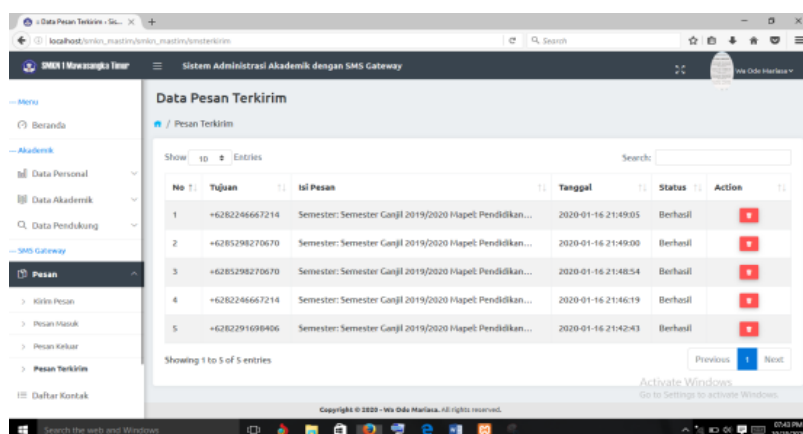 : Data Pesan Terkirim - Sis...
localhost/smkn_mastim/smkn_mastim/smsterkirim
Search
SMKN 1 Mawasangka Timur
Sistem Administrasi Akademik dengan SMS Gateway
Wa Ode Marlasa
— Menu
Beranda
— Akademik
Data Personal
Data Akademik
Data Pendukung
— SMS Gateway
Pesan
> Kirim Pesan
> Pesan Masuk
> Pesan Keluar
> Pesan Terkirim
Daftar Kontak
Data Pesan Terkirim
/ Pesan Terkirim
Show 10 Entries
Search:
No Tujuan Isi Pesan Tanggal Status Action
1 +6282246667214 Semester: Semester Ganjil 2019/2020 Mapel: Pendidikan... 2020-01-16 21:49:05 Berhasil
2 +6285298270670 Semester: Semester Ganjil 2019/2020 Mapel: Pendidikan... 2020-01-16 21:49:00 Berhasil
3 +6285298270670 Semester: Semester Ganjil 2019/2020 Mapel: Pendidikan... 2020-01-16 21:48:54 Berhasil
4 +6282246667214 Semester: Semester Ganjil 2019/2020 Mapel: Pendidikan... 2020-01-16 21:46:19 Berhasil
5 +6282291698406 Semester: Semester Ganjil 2019/2020 Mapel: Pendidikan... 2020-01-16 21:42:43 Berhasil
Showing 1 to 5 of 5 entries
Previous 1 Next
Activate Windows
Go to Settings to activate Windows.
Copyright © 2020 - Wa Ode Marlasa. All rights reserved.
Search the web and Windows
07:43 PM